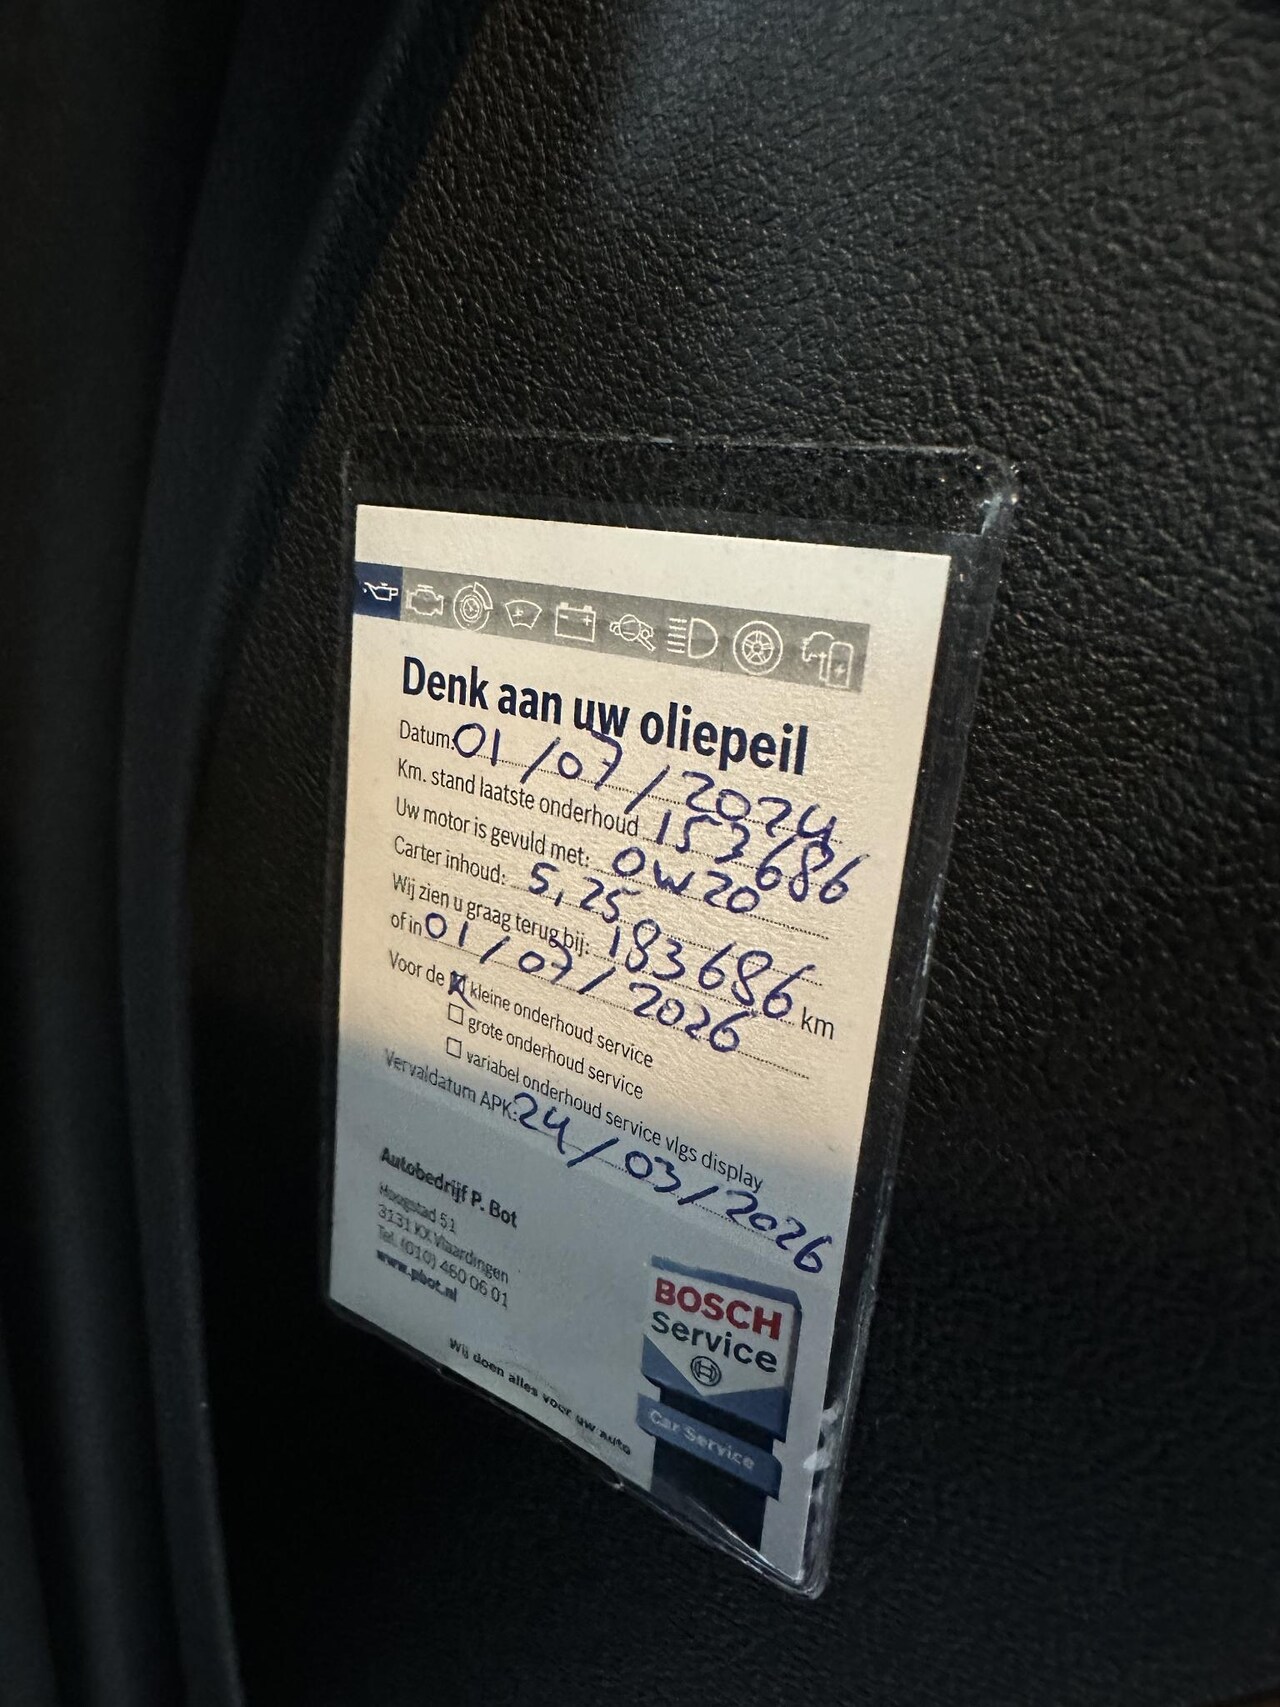 Denk aan uw oliepeil
Datum: 01/07/2024
Km. stand laatste onderhoud 153686
Uw motor is gevuld met: 0W20
Carter inhoud: 5,25
Wij zien u graag terug bij: 183686 km
of in 01/07/2026
Voor de kleine onderhoud service
grote onderhoud service
variabel onderhoud service vlgs display
Vervaldatum APK: 24/03/2026
Autobedrijf P. Bot
Hoogstad 51
3131 KX Vlaardingen
Tel. (010) 460 06 01
www.pbot.nl
Wij doen alles voor uw auto
BOSCH
Service
Car Service